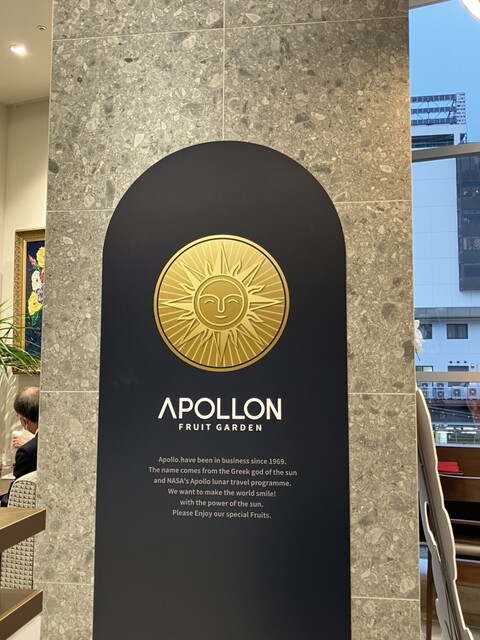 APOLLON
FRUIT GARDEN
Apollo.have been in business since 1969.
The name comes from the Greek god of the sun
and NASA's Apollo lunar travel programme.
We want to make the world smile!
with the power of the sun.
Please Enjoy our special Fruits.